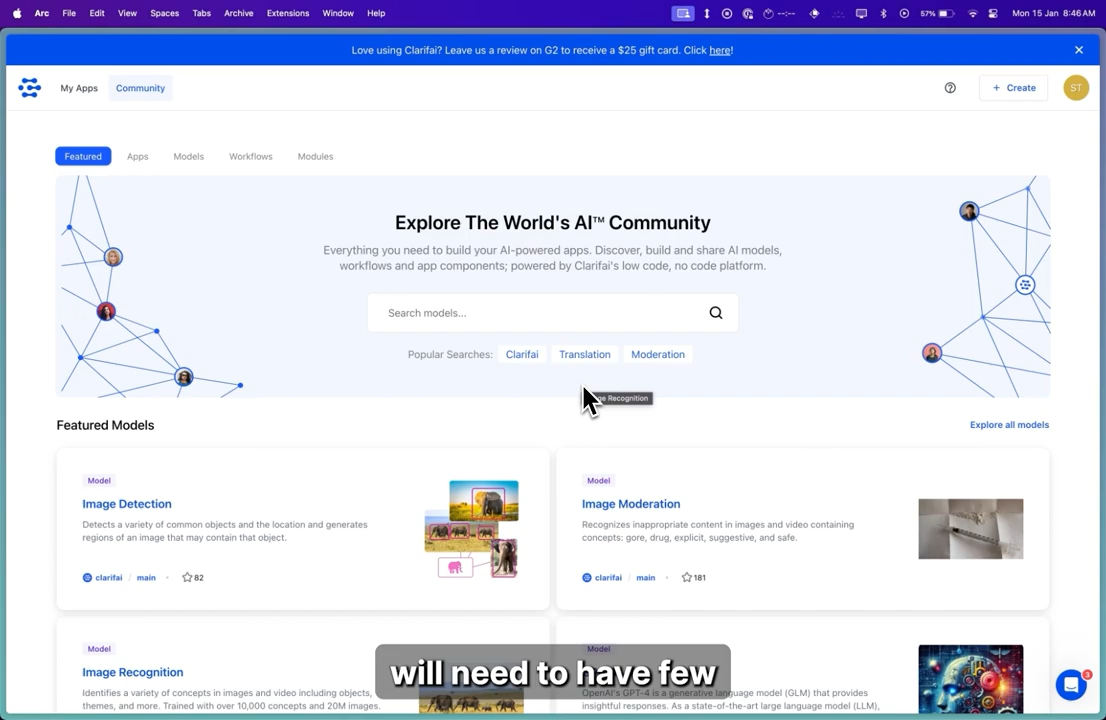 Arc File Edit View Spaces Tabs Archive Extensions Window Help 57% Mon 15 Jan 8:46 AM
Love using Clarifai? Leave us a review on G2 to receive a $25 gift card. Click here!
My Apps Community + Create ST
Featured Apps Models Workflows Modules
Explore The World's AI™ Community
Everything you need to build your AI-powered apps. Discover, build and share AI models,
workflows and app components; powered by Clarifai's low code, no code platform.
Search models...
Popular Searches: Clarifai Translation Moderation
Recognition
Featured Models Explore all models
Model
Image Detection
Detects a variety of common objects and the location and generates
regions of an image that may contain that object.
clarifai / main • 82
Model
Image Moderation
Recognizes inappropriate content in images and video containing
concepts: gore, drug, explicit, suggestive, and safe.
clarifai / main • 181
Model
Image Recognition
Identifies a variety of concepts in images and video including objects,
themes, and more. Trained with over 10,000 concepts and 20M images.
Model
OpenAI's GPT-4 is a generative language model (GLM) that provides
insightful responses. As a state-of-the-art large language model (LLM),
3
will need to have few